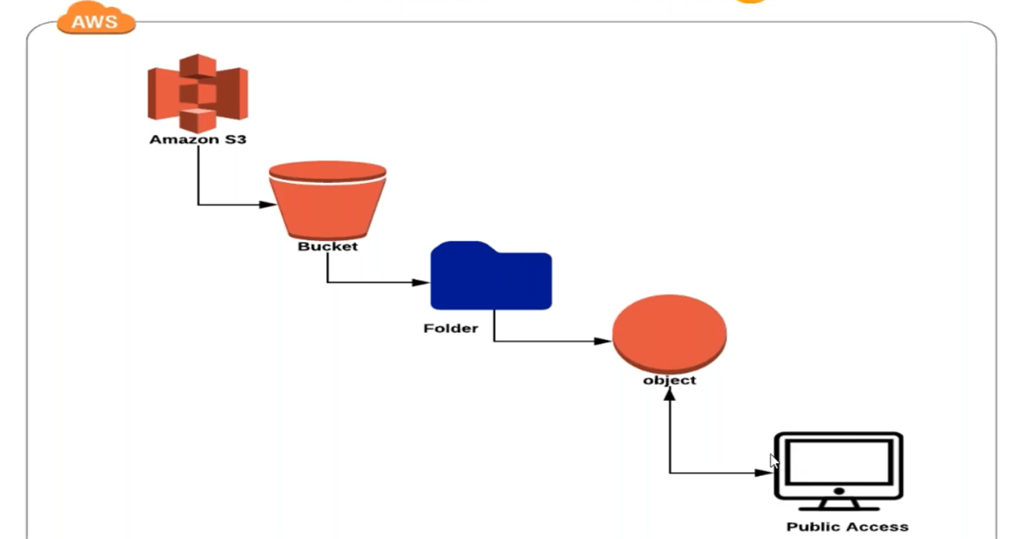 AWS
Amazon S3
Bucket
Folder
object
Public Access